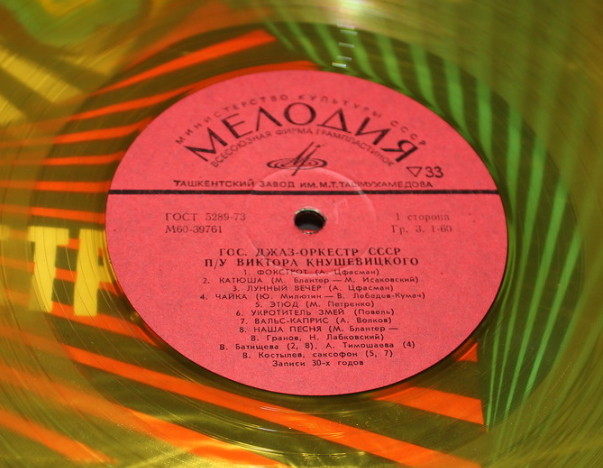 МИНИСТЕРСТВО КУЛЬТУРЫ СССР
МЕЛОДИЯ
ВСЕСОЮЗНАЯ ФИРМА ГРАМПЛАСТИНОК
33
ТАШКЕНТСКИЙ ЗАВОД ИМ. М.Т. ТАШМУХАМЕДОВА
ГОСТ 5289-73
1 сторона
М60-39761
Гр. 3. 1-60
ГОС. ДЖАЗ-ОРКЕСТР СССР
П/У ВИКТОРА КНУШЕВИЦКОГО
1. ФОКСТРОТ (А. Цфасман)
2. КАТЮША (М. Блантер — М. Исаковский)
3. ЛУННЫЙ ВЕЧЕР (А. Цфасман)
4. ЧАЙКА (Ю. Милютин — В. Лебедев-Кумач)
5. ЭТЮД (М. Петренко)
6. УКРОТИТЕЛЬ ЗМЕЙ (Повель)
7. ВАЛЬС-КАПРИС (А. Волков)
8. НАША ПЕСНЯ (М. Блантер —
В. Гранов, Н. Лабковский)
В. Батищева (2, 8), А. Тимошаева (4)
В. Костылев, саксофон (5, 7)
Записи 30-х годов